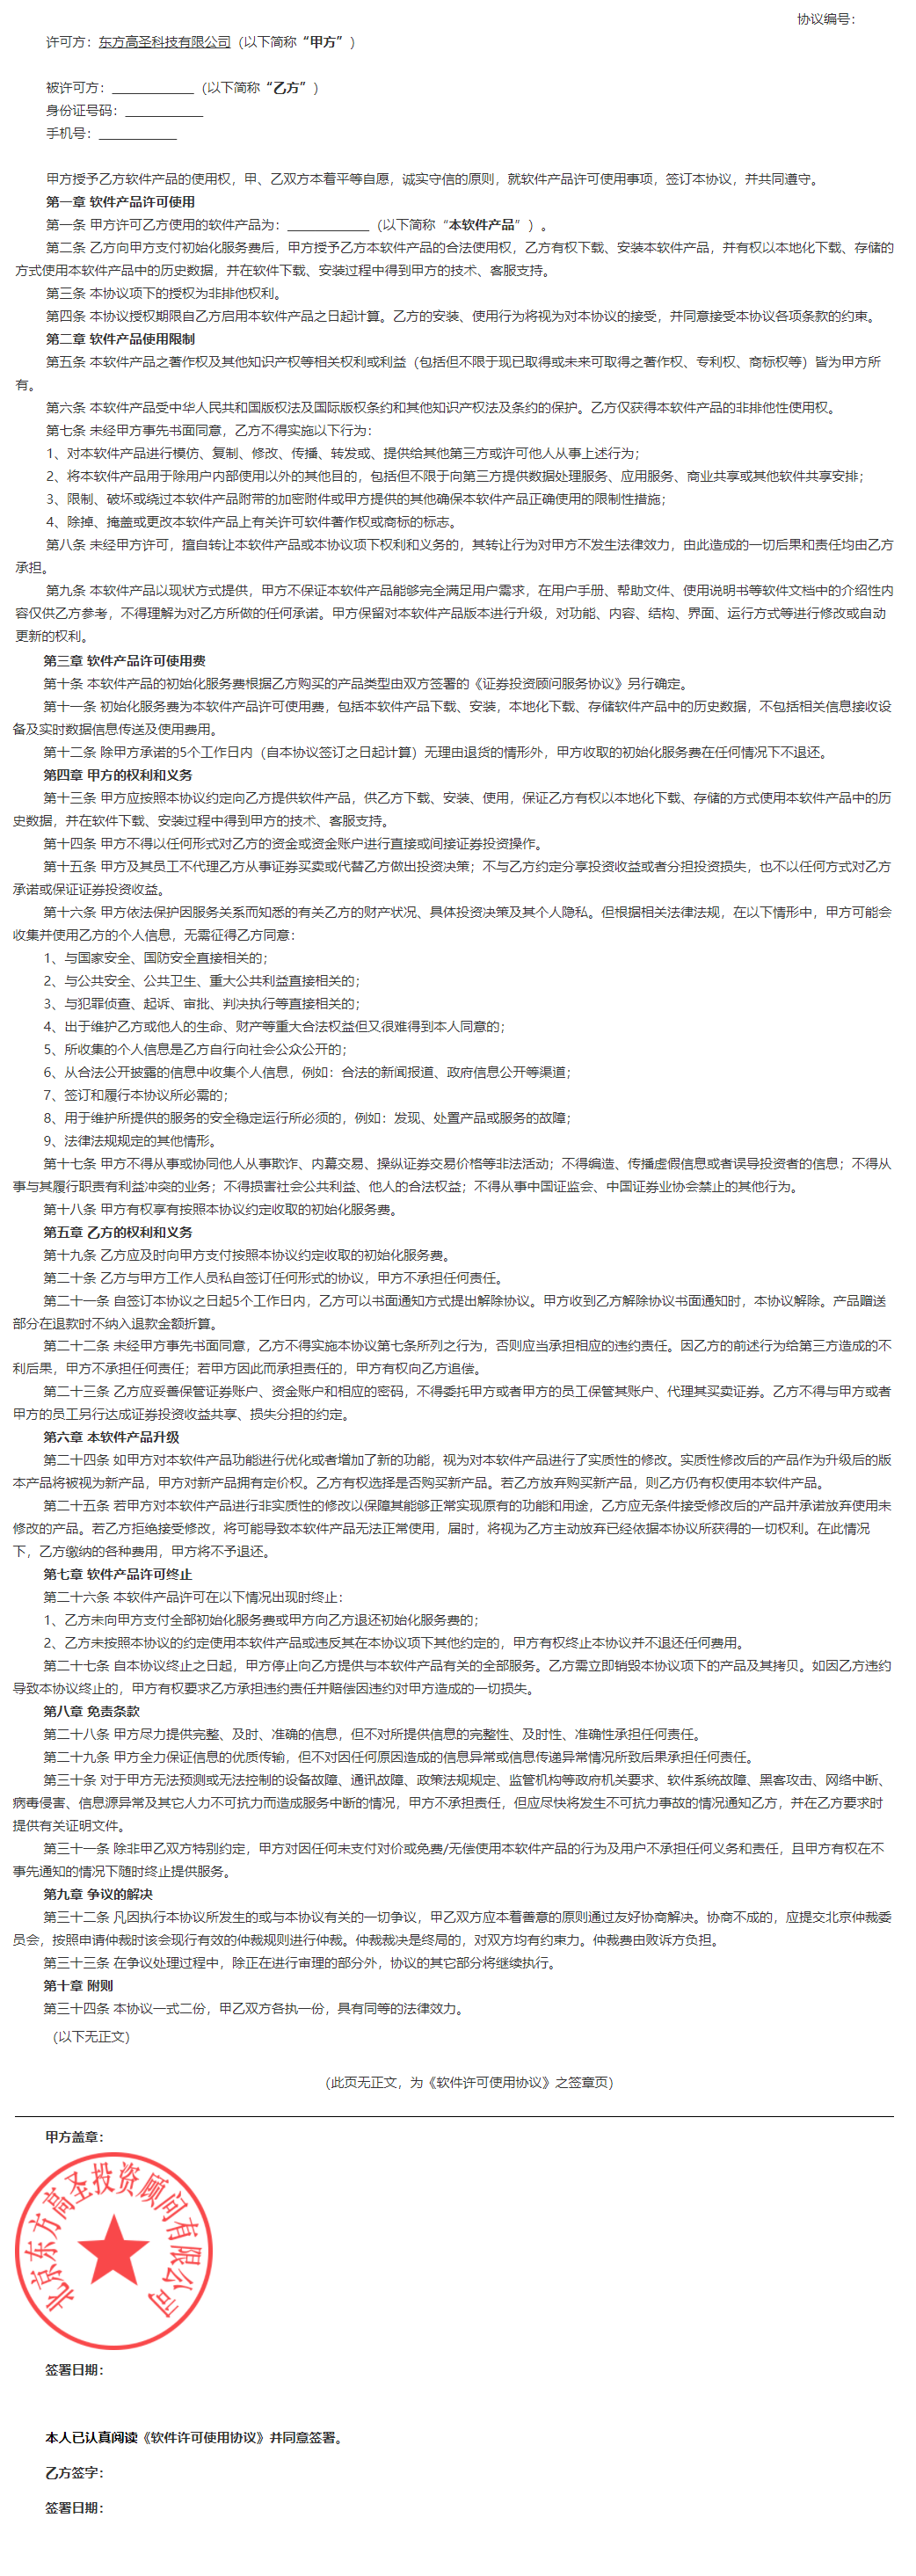 协议编号：
许可方：东方高圣科技有限公司（以下简称“甲方”）
被许可方：____________（以下简称“乙方”）
身份证号码：____________
手机号：____________
甲方授予乙方软件产品的使用权，甲、乙双方本着平等自愿，诚实守信的原则，就软件产品许可使用事项，签订本协议，并共同遵守。
第一章 软件产品许可使用
第一条 甲方许可乙方使用的软件产品为：____________（以下简称“本软件产品”）。
第二条 乙方向甲方支付初始化服务费后，甲方授予乙方本软件产品的合法使用权，乙方有权下载、安装本软件产品，并有权以本地化下载、存储的
方式使用本软件产品中的历史数据，并在软件下载、安装过程中得到甲方的技术、客服支持。
第三条 本协议项下的授权为非排他权利。
第四条 本协议授权期限自乙方启用本软件产品之日起计算。乙方的安装、使用行为将视为对本协议的接受，并同意接受本协议各项条款的约束。
第二章 软件产品使用限制
第五条 本软件产品之著作权及其他知识产权等相关权利或利益（包括但不限于现已取得或未来可取得之著作权、专利权、商标权等）皆为甲方所
有。
第六条 本软件产品受中华人民共和国版权法及国际版权条约和其他知识产权法及条约的保护。乙方仅获得本软件产品的非排他性使用权。
第七条 未经甲方事先书面同意，乙方不得实施以下行为：
1、对本软件产品进行模仿、复制、修改、传播、转发或、提供给其他第三方或许可他人从事上述行为；
2、将本软件产品用于除用户内部使用以外的其他目的，包括但不限于向第三方提供数据处理服务、应用服务、商业共享或其他软件共享安排；
3、限制、破坏或绕过本软件产品附带的加密附件或甲方提供的其他确保本软件产品正确使用的限制性措施；
4、除掉、掩盖或更改本软件产品上有关许可软件著作权或商标的标志。
第八条 未经甲方许可，擅自转让本软件产品或本协议项下权利和义务的，其转让行为对甲方不发生法律效力，由此造成的一切后果和责任均由乙方
承担。
第九条 本软件产品以现状方式提供，甲方不保证本软件产品能够完全满足用户需求，在用户手册、帮助文件、使用说明书等软件文档中的介绍性内
容仅供乙方参考，不得理解为对乙方所做的任何承诺。甲方保留对本软件产品版本进行升级，对功能、内容、结构、界面、运行方式等进行修改或自动
更新的权利。
第三章 软件产品许可使用费
第十条 本软件产品的初始化服务费根据乙方购买的产品类型由双方签署的《证券投资顾问服务协议》另行确定。
第十一条 初始化服务费为本软件产品许可使用费，包括本软件产品下载、安装，本地化下载、存储软件产品中的历史数据，不包括相关信息接收设
备及实时数据信息传送及使用费用。
第十二条 除甲方承诺的5个工作日内（自本协议签订之日起计算）无理由退货的情形外，甲方收取的初始化服务费在任何情况下不退还。
第四章 甲方的权利和义务
第十三条 甲方应按照本协议约定向乙方提供软件产品，供乙方下载、安装、使用，保证乙方有权以本地化下载、存储的方式使用本软件产品中的历
史数据，并在软件下载、安装过程中得到甲方的技术、客服支持。
第十四条 甲方不得以任何形式对乙方的资金或资金账户进行直接或间接证券投资操作。
第十五条 甲方及其员工不代理乙方从事证券买卖或代替乙方做出投资决策；不与乙方约定分享投资收益或者分担投资损失，也不以任何方式对乙方
承诺或保证证券投资收益。
第十六条 甲方依法保护因服务关系而知悉的有关乙方的财产状况、具体投资决策及其个人隐私。但根据相关法律法规，在以下情形中，甲方可能会
收集并使用乙方的个人信息，无需征得乙方同意：
1、与国家安全、国防安全直接相关的；
2、与公共安全、公共卫生、重大公共利益直接相关的；
3、与犯罪侦查、起诉、审批、判决执行等直接相关的；
4、出于维护乙方或他人的生命、财产等重大合法权益但又很难得到本人同意的；
5、所收集的个人信息是乙方自行向社会公众公开的；
6、从合法公开披露的信息中收集个人信息，例如：合法的新闻报道、政府信息公开等渠道；
7、签订和履行本协议所必需的；
8、用于维护所提供的服务的安全稳定运行所必须的，例如：发现、处置产品或服务的故障；
9、法律法规规定的其他情形。
第十七条 甲方不得从事或协同他人从事欺诈、内幕交易、操纵证券交易价格等非法活动；不得编造、传播虚假信息或者误导投资者的信息；不得从
事与其履行职责有利益冲突的业务；不得损害社会公共利益、他人的合法权益；不得从事中国证监会、中国证券业协会禁止的其他行为。
第十八条 甲方有权享有按照本协议约定收取的初始化服务费。
第五章 乙方的权利和义务
第十九条 乙方应及时向甲方支付按照本协议约定收取的初始化服务费。
第二十条 乙方与甲方工作人员私自签订任何形式的协议，甲方不承担任何责任。
第二十一条 自签订本协议之日起5个工作日内，乙方可以书面通知方式提出解除协议。甲方收到乙方解除协议书面通知时，本协议解除。产品赠送
部分在退款时不纳入退款金额折算。
第二十二条 未经甲方事先书面同意，乙方不得实施本协议第七条所列之行为，否则应当承担相应的违约责任。因乙方的前述行为给第三方造成的不
利后果，甲方不承担任何责任；若甲方因此而承担责任的，甲方有权向乙方追偿。
第二十三条 乙方应妥善保管证券账户、资金账户和相应的密码，不得委托甲方或者甲方的员工保管其账户、代理其买卖证券。乙方不得与甲方或者
甲方的员工另行达成证券投资收益共享、损失分担的约定。
第六章 本软件产品升级
第二十四条 如甲方对本软件产品功能进行优化或者增加了新的功能，视为对本软件产品进行了实质性的修改。实质性修改后的产品作为升级后的版
本产品将被视为新产品，甲方对新产品拥有定价权。乙方有权选择是否购买新产品。若乙方放弃购买新产品，则乙方仍有权使用本软件产品。
第二十五条 若甲方对本软件产品进行非实质性的修改以保障其能够正常实现原有的功能和用途，乙方应无条件接受修改后的产品并承诺放弃使用未
修改的产品。若乙方拒绝接受修改，将可能导致本软件产品无法正常使用，届时，将视为乙方主动放弃已经依据本协议所获得的一切权利。在此情况
下，乙方缴纳的各种费用，甲方将不予退还。
第七章 软件产品许可终止
第二十六条 本软件产品许可在以下情况出现时终止：
1、乙方未向甲方支付全部初始化服务费或甲方向乙方退还初始化服务费的；
2、乙方未按照本协议的约定使用本软件产品或违反其在本协议项下其他约定的，甲方有权终止本协议并不退还任何费用。
第二十七条 自本协议终止之日起，甲方停止向乙方提供与本软件产品有关的全部服务。乙方需立即销毁本协议项下的产品及其拷贝。如因乙方违约
导致本协议终止的，甲方有权要求乙方承担违约责任并赔偿因违约对甲方造成的一切损失。
第八章 免责条款
第二十八条 甲方尽力提供完整、及时、准确的信息，但不对所提供信息的完整性、及时性、准确性承担任何责任。
第二十九条 甲方全力保证信息的优质传输，但不对因任何原因造成的信息异常或信息传递异常情况所致后果承担任何责任。
第三十条 对于甲方无法预测或无法控制的设备故障、通讯故障、政策法规规定、监管机构等政府机关要求、软件系统故障、黑客攻击、网络中断、
病毒侵害、信息源异常及其它人力不可抗力而造成服务中断的情况，甲方不承担责任，但应尽快将发生不可抗力事故的情况通知乙方，并在乙方要求时
提供有关证明文件。
第三十一条 除非甲乙双方特别约定，甲方对因任何未支付对价或免费/无偿使用本软件产品的行为及用户不承担任何义务和责任，且甲方有权在不
事先通知的情况下随时终止提供服务。
第九章 争议的解决
第三十二条 凡因执行本协议所发生的或与本协议有关的一切争议，甲乙双方应本着善意的原则通过友好协商解决。协商不成的，应提交北京仲裁委
员会，按照申请仲裁时该会现行有效的仲裁规则进行仲裁。仲裁裁决是终局的，对双方均有约束力。仲裁费由败诉方负担。
第三十三条 在争议处理过程中，除正在进行审理的部分外，协议的其它部分将继续执行。
第十章 附则
第三十四条 本协议一式二份，甲乙双方各执一份，具有同等的法律效力。
（以下无正文）
（此页无正文，为《软件许可使用协议》之签章页）
甲方盖章：
北京东方高圣投资顾问有限公司
签署日期：
本人已认真阅读《软件许可使用协议》并同意签署。
乙方签字：
签署日期：